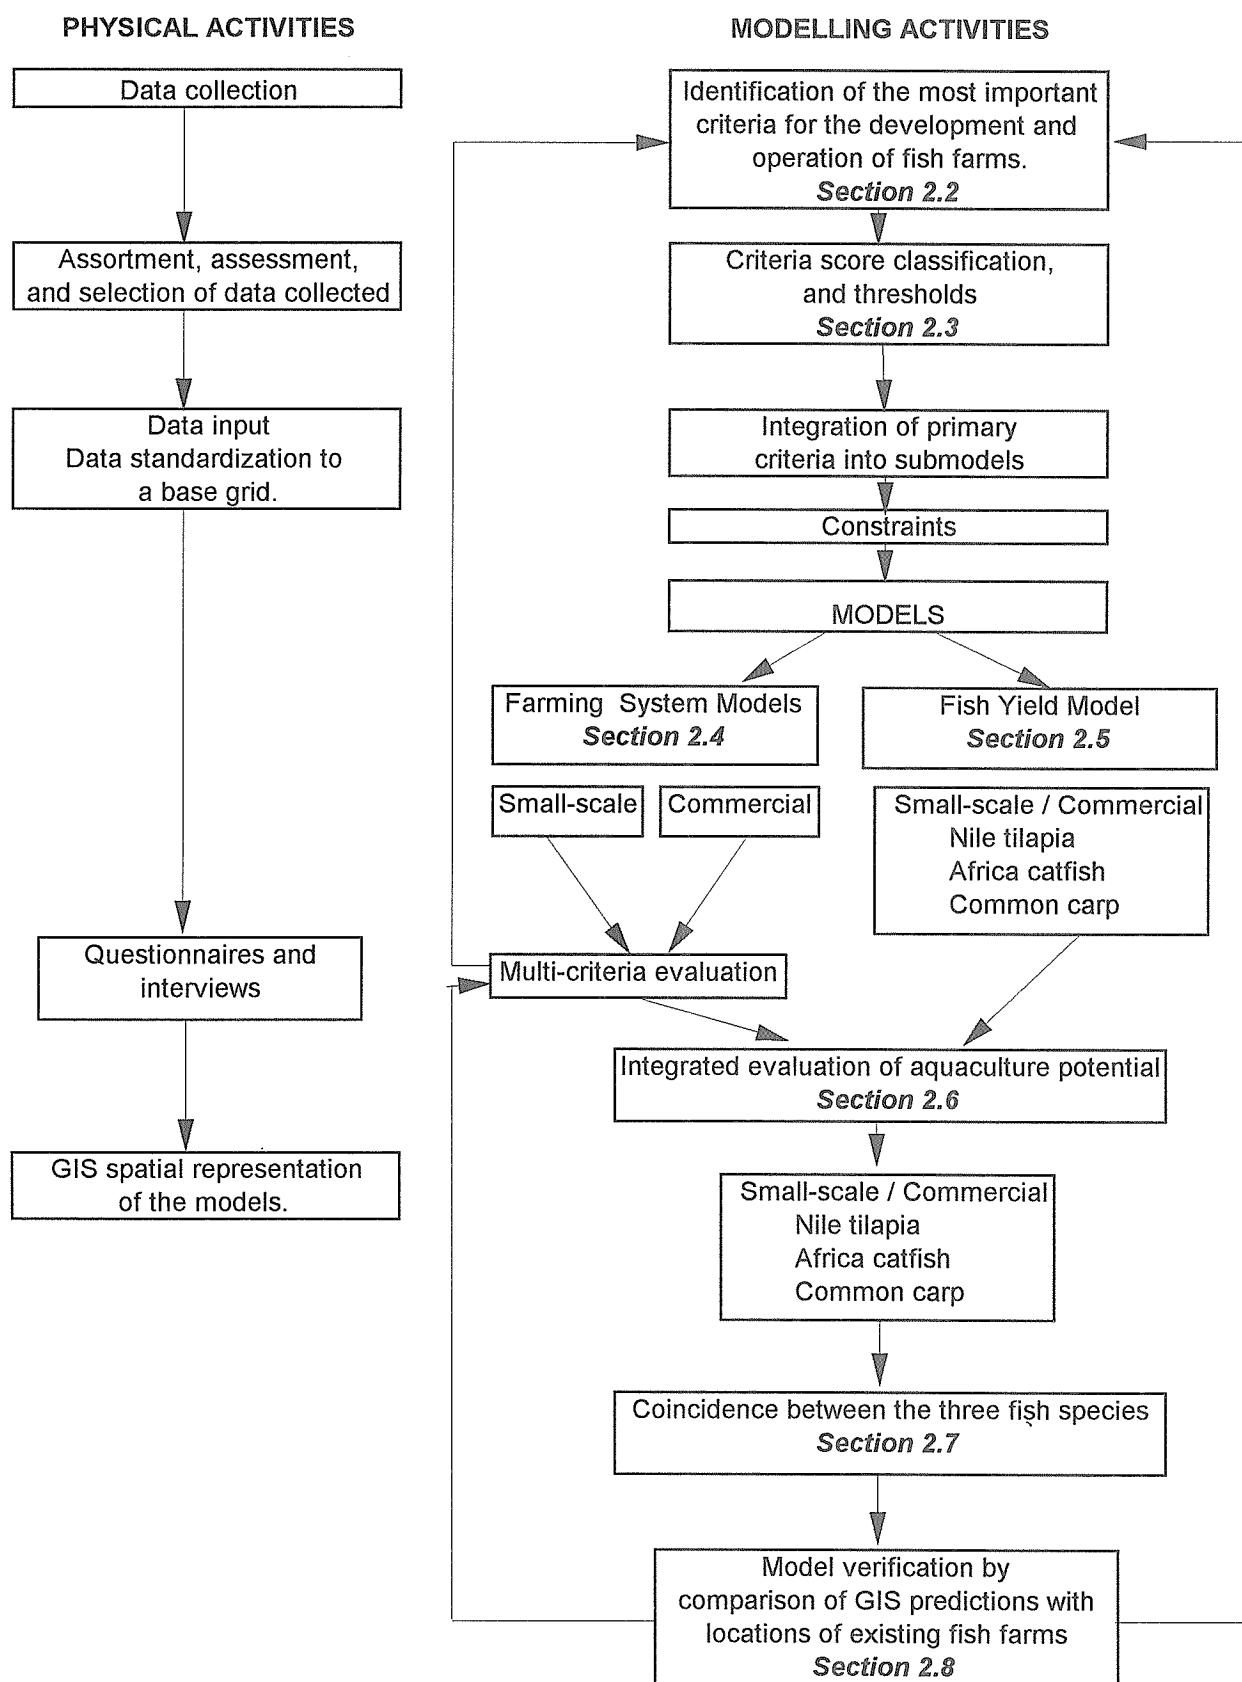 PHYSICAL ACTIVITIES
Data collection
Assortment, assessment,
and selection of data collected
Data input
Data standardization to
a base grid.
Questionnaires and
interviews
GIS spatial representation
of the models.
MODELLING ACTIVITIES
Identification of the most important
criteria for the development and
operation of fish farms.
Section 2.2
Criteria score classification,
and thresholds
Section 2.3
Integration of primary
criteria into submodels
Constraints
MODELS
Farming System Models
Section 2.4
Fish Yield Model
Section 2.5
Small-scale
Commercial
Small-scale / Commercial
Nile tilapia
Africa catfish
Common carp
Multi-criteria evaluation
Integrated evaluation of aquaculture potential
Section 2.6
Small-scale / Commercial
Nile tilapia
Africa catfish
Common carp
Coincidence between the three fish species
Section 2.7
Model verification by
comparison of GIS predictions with
locations of existing fish farms
Section 2.8